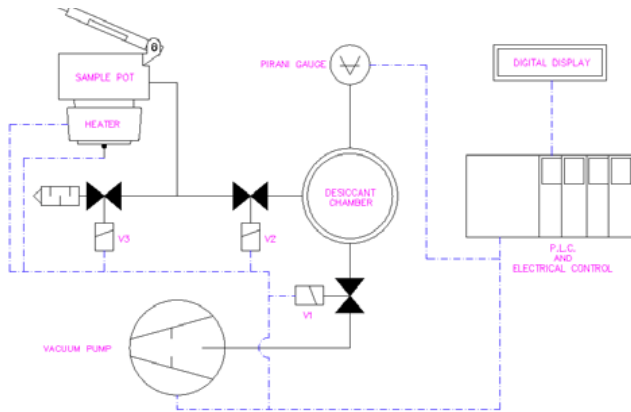 SAMPLE POT
PIRANI GAUGE
DIGITAL DISPLAY
HEATER
DESICCANT
CHAMBER
V3
V2
P.L.C.
AND
ELECTRICAL CONTROL
V1
VACUUM PUMP